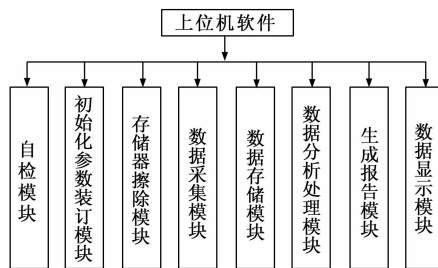 上位机软件
自检模块
初始化参数装订模块
存储器擦除模块
数据采集模块
数据存储模块
数据分析处理模块
生成报告模块
数据显示模块